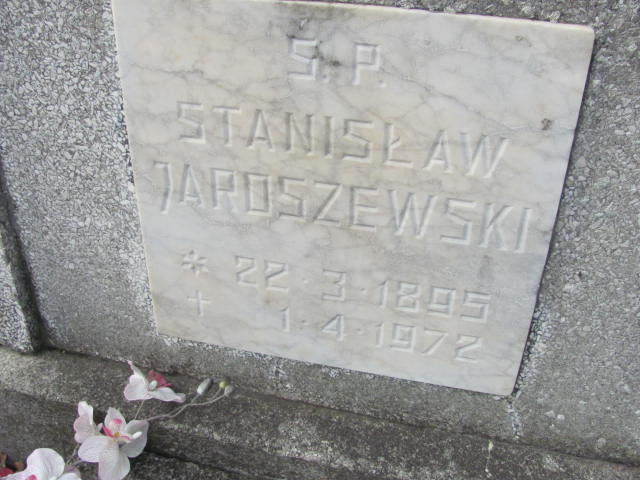 S. P.
STANISŁAW
JAROSZEWSKI
* 22·3·1895
+ 1·4·1972